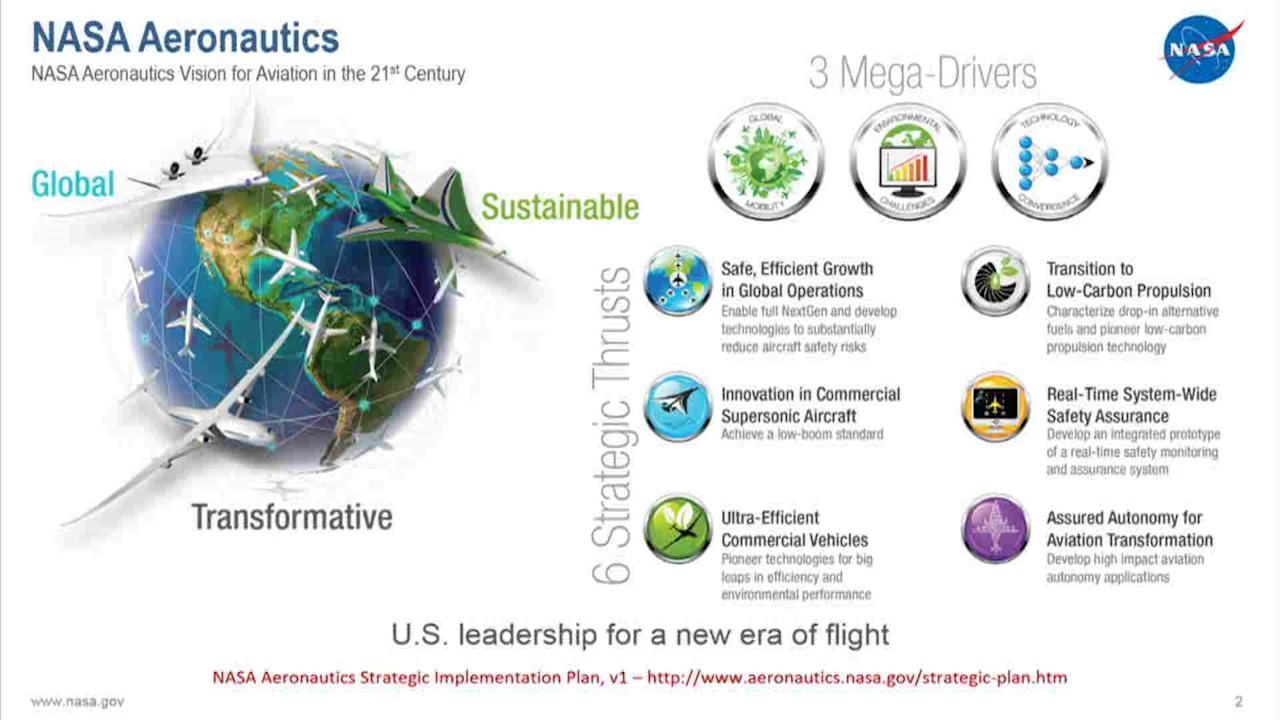 NASA Aeronautics
NASA Aeronautics Vision for Aviation in the 21st Century
NASA
Global
Sustainable
Transformative
3 Mega-Drivers
GLOBAL
MOBILITY
ENVIRONMENTAL
CHALLENGES
TECHNOLOGY
CONVERGENCE
6 Strategic Thrusts
Safe, Efficient Growth
in Global Operations
Enable full NextGen and develop
technologies to substantially
reduce aircraft safety risks
Innovation in Commercial
Supersonic Aircraft
Achieve a low-boom standard
Ultra-Efficient
Commercial Vehicles
Pioneer technologies for big
leaps in efficiency and
environmental performance
Transition to
Low-Carbon Propulsion
Characterize drop-in alternative
fuels and pioneer low-carbon
propulsion technology
Real-Time System-Wide
Safety Assurance
Develop an integrated prototype
of a real-time safety monitoring
and assurance system
Assured Autonomy for
Aviation Transformation
Develop high impact aviation
autonomy applications
U.S. leadership for a new era of flight
NASA Aeronautics Strategic Implementation Plan, v1 – http://www.aeronautics.nasa.gov/strategic-plan.htm
www.nasa.gov
2